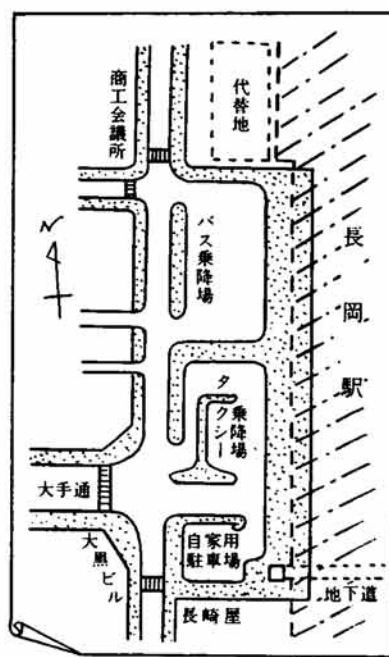 代替地
商工会議所
バス乗降場
長岡駅
N
タクシー
乗降場
大手通
自家用
駐車場
大黒ビル
長崎屋
地下道